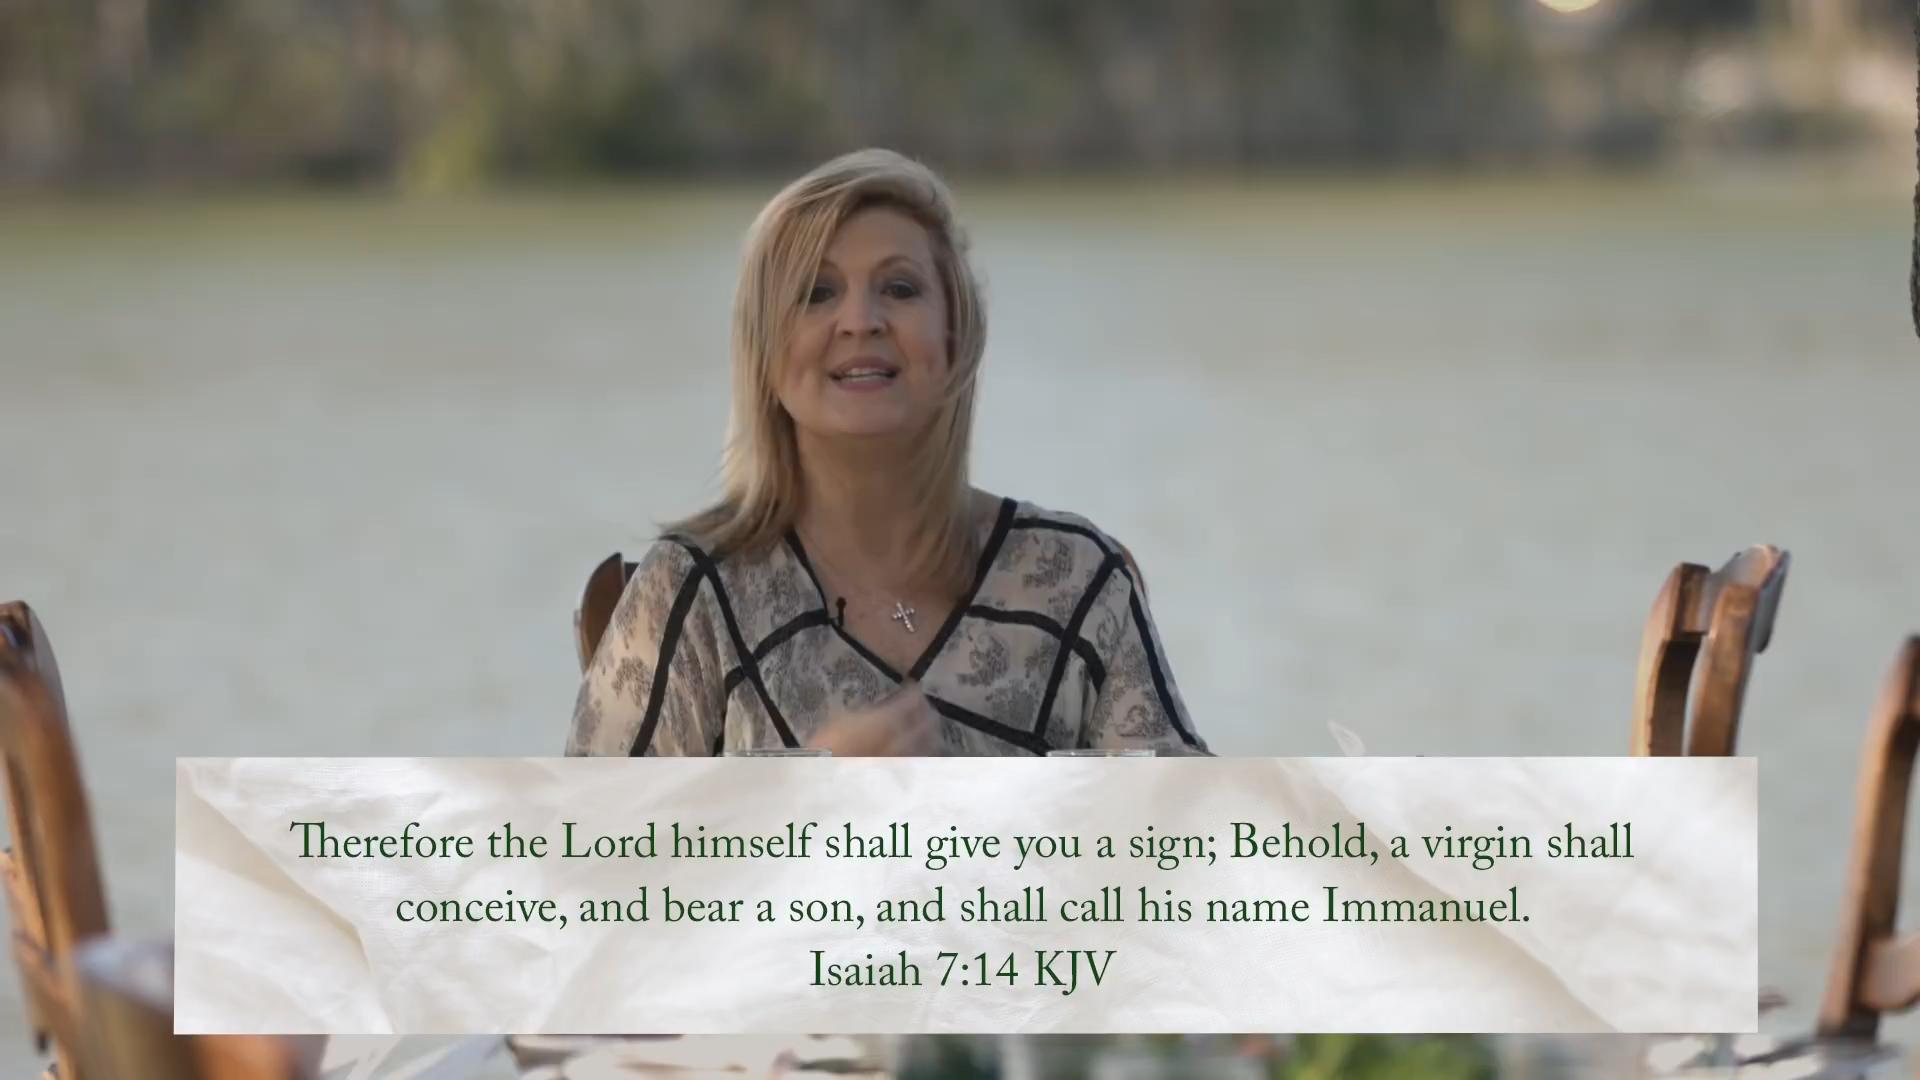 Therefore the Lord himself shall give you a sign; Behold, a virgin shall
conceive, and bear a son, and shall call his name Immanuel.
Isaiah 7:14 KJV